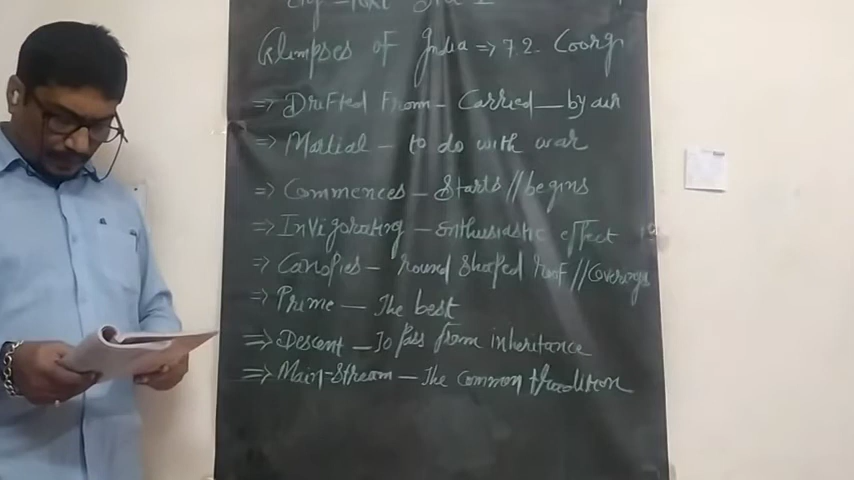 Glimpses of India => 7.2. Coorg
=> Drifted From - Carried - by air
=> Martial - to do with war
=> Commences - Starts // begins
=> Invigorating - enthusiastic effect
=> Canopies - round Shaped roof // Coverings
=> Prime - The best
=> Descent - To pass from inheritance
=> Main-Stream - The common tradition